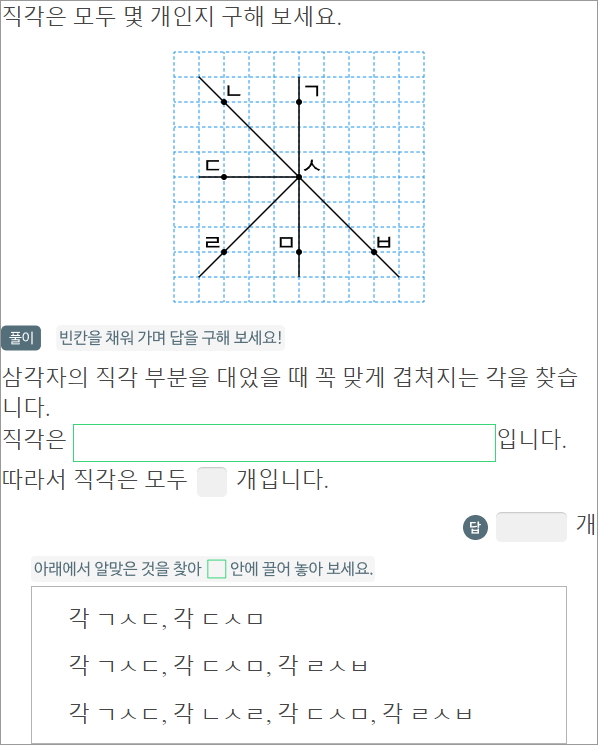 직각은 모두 몇 개인지 구해 보세요.
ㄴ ㄱ
ㄷ ㅅ
ㄹ ㅁ ㅂ
풀이 빈칸을 채워 가며 답을 구해 보세요!
삼각자의 직각 부분을 대었을 때 꼭 맞게 겹쳐지는 각을 찾습
니다.
직각은 입니다.
따라서 직각은 모두 개입니다.
답 개
아래에서 알맞은 것을 찾아 안에 끌어 놓아 보세요.
각 ㄱㅅㄷ, 각 ㄷㅅㅁ
각 ㄱㅅㄷ, 각 ㄷㅅㅁ, 각 ㄹㅅㅂ
각 ㄱㅅㄷ, 각 ㄴㅅㄹ, 각 ㄷㅅㅁ, 각 ㄹㅅㅂ